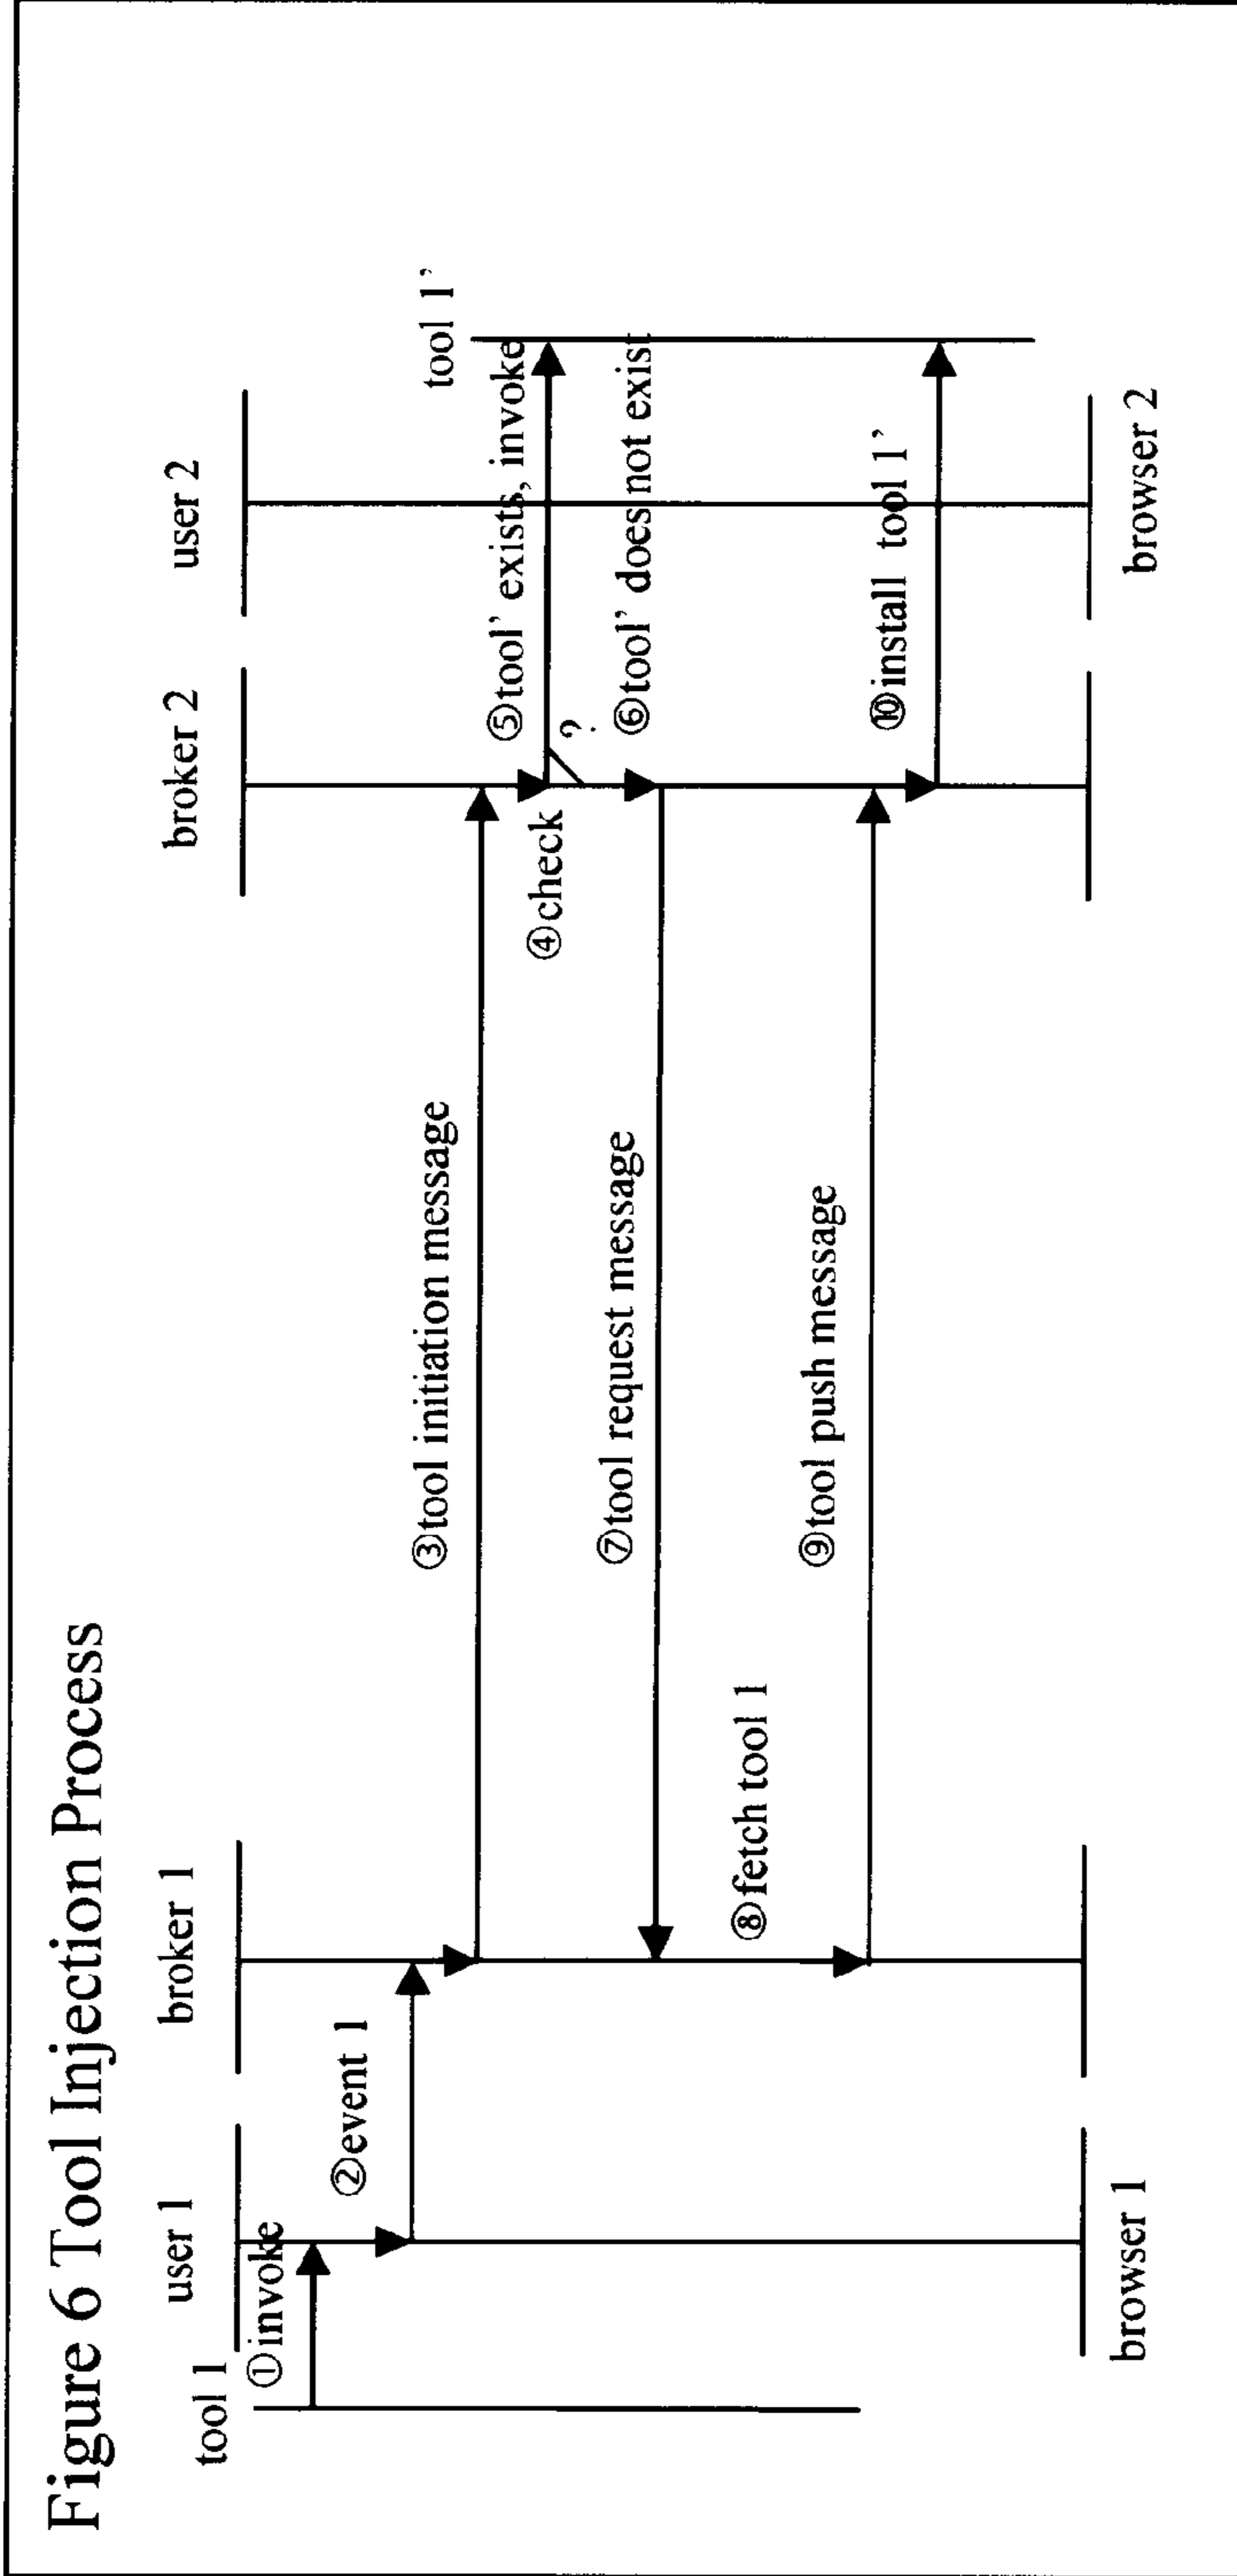 Figure 6 Tool Injection Process
user 1
broker 1
broker 2
user 2
tool 1
①invoke
tool 1’
②event 1
③tool initiation message
④check
⑤tool’ exists, invoke
?
⑥tool’ does not exist
⑦tool request message
⑧fetch tool 1
⑨tool push message
⑩install tool 1’
browser 1
browser 2